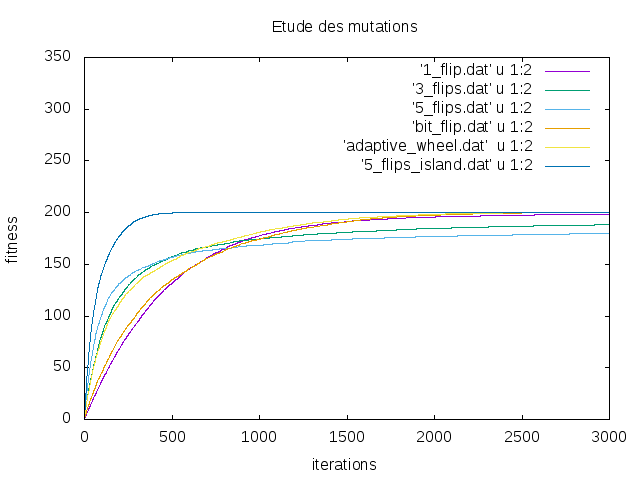 Etude des mutations
350
300
250
200
150
100
50
0
fitness
'1_flip.dat' u 1:2
'3_flips.dat' u 1:2
'5_flips.dat' u 1:2
'bit_flip.dat' u 1:2
'adaptive_wheel.dat'  u 1:2
'5_flips_island.dat' u 1:2
0 500 1000 1500 2000 2500 3000
iterations